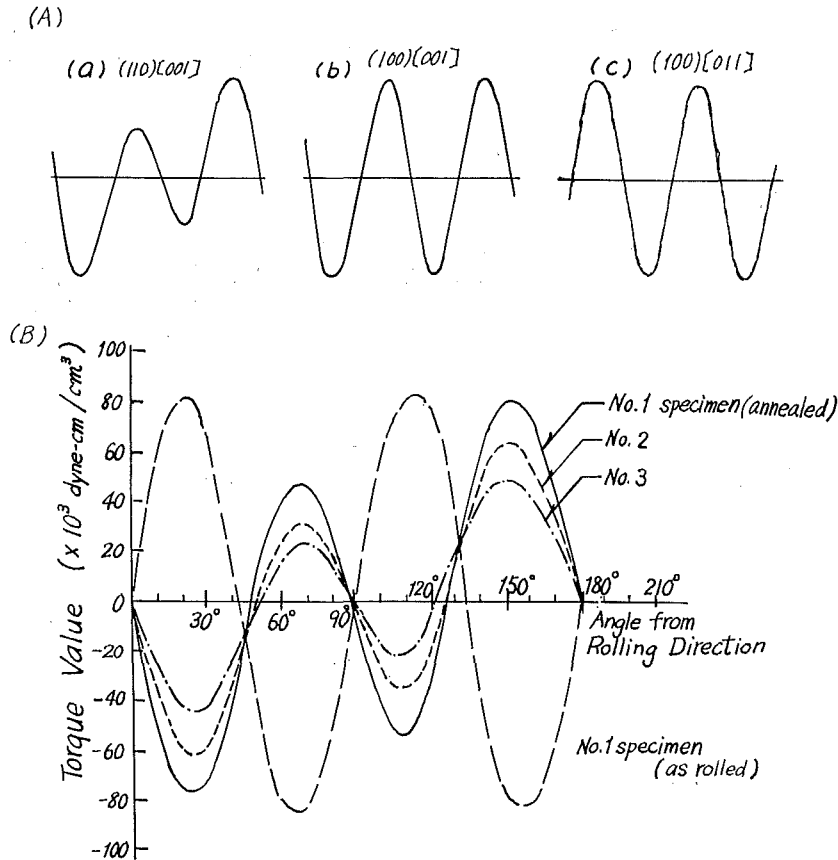 (A)
(a) (110)[001]
(b) (100)[001]
(c) (100)[011]
(B)
Torque Value (x 10³ dyne-cm/cm³)
100
80
60
40
20
0
-20
-40
-60
-80
-100
30°
60°
90°
120°
150°
180°
210°
No.1 specimen(annealed)
No.2
No.3
Angle from
Rolling Direction
No.1 specimen
(as rolled)